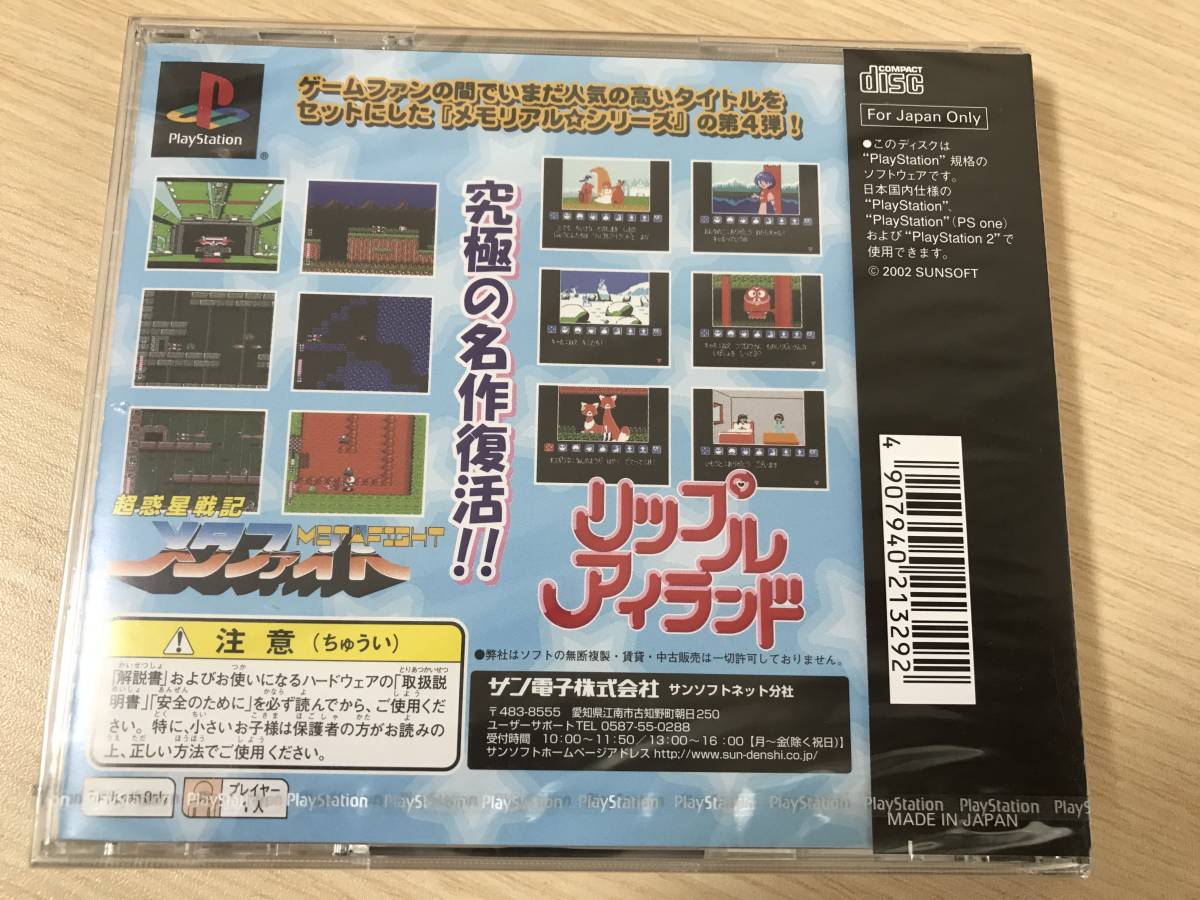 PlayStation
®
ゲームファンの間でいまだ人気の高いタイトルを
セットにした『メモリアル☆シリーズ』の第4弾！
究極の名作復活!!
超惑星戦記
メタファイト
METAFIGHT
リップル
アイランド
注意（ちゅうい）
「解説書」およびお使いになるハードウェアの「取扱説
明書」「安全のために」を必ず読んでから、ご使用くだ
さい。特に、小さいお子様は保護者の方がお読みの
上、正しい方法でご使用ください。
For Japan Only
プレイヤー
1人
●弊社はソフトの無断複製・賃貸・中古販売は一切許可しておりません。
サン電子株式会社 サンソフトネット分社
〒483-8555 愛知県江南市古知野町朝日250
ユーザーサポートTEL 0587-55-0288
受付時間 10:00～11:50／13:00～16:00【月～金(除く祝日)】
サンソフトホームページアドレス http://www.sun-denshi.co.jp/
COMPACT
disc
For Japan Only
●このディスクは
“PlayStation” 規格の
ソフトウェアです。
日本国内仕様の
“PlayStation”、
“PlayStation”（PS one）
および“PlayStation 2”で
使用できます。
© 2002 SUNSOFT
4 907940 213292
PlayStation PlayStation PlayStation PlayStation PlayStation PlayStation PlayStation PlayStation PlayStation
MADE IN JAPAN